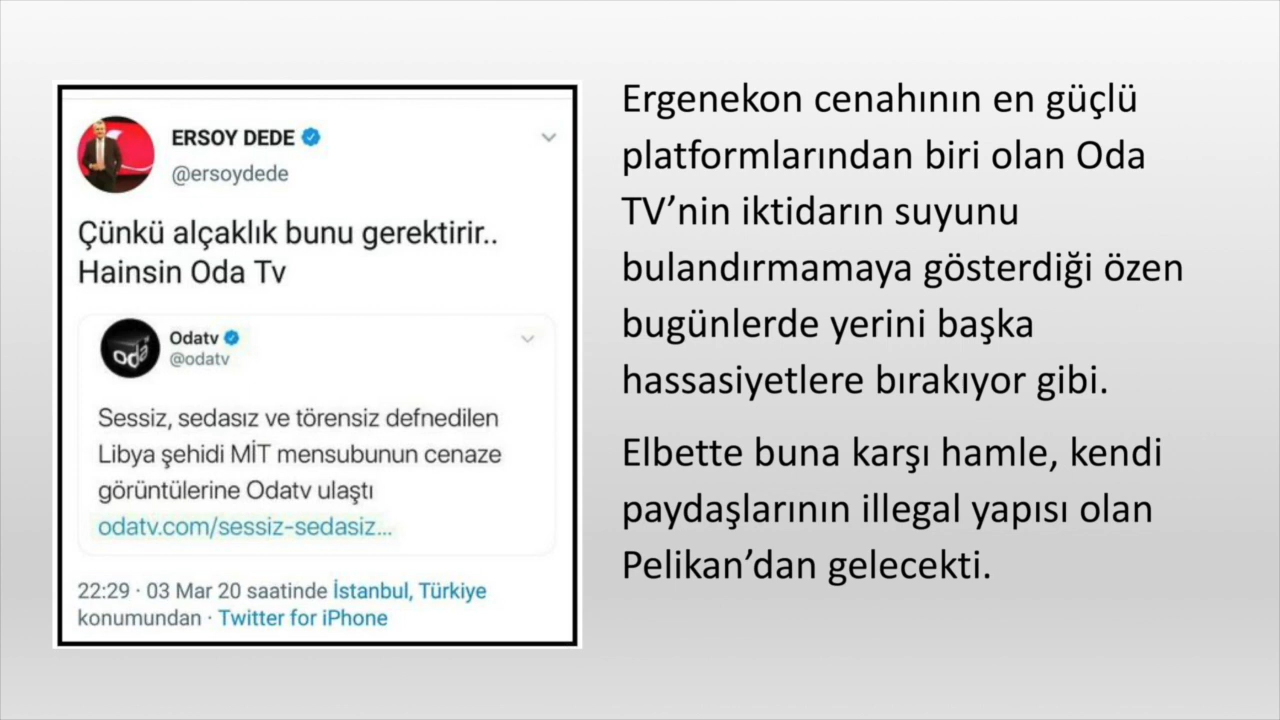 ERSOY DEDE
@ersoydede
Çünkü alçaklık bunu gerektirir..
Hainsin Oda Tv
Odatv
@odatv
Sessiz, sedasız ve törensiz defnedilen
Libya şehidi MİT mensubunun cenaze
görüntülerine Odatv ulaştı
odatv.com/sessiz-sedasiz...
22:29 · 03 Mar 20 saatinde İstanbul, Türkiye
konumundan · Twitter for iPhone
Ergenekon cenahının en güçlü
platformlarından biri olan Oda
TV’nin iktidarın suyunu
bulandırmamaya gösterdiği özen
bugünlerde yerini başka
hassasiyetlere bırakıyor gibi.
Elbette buna karşı hamle, kendi
paydaşlarının illegal yapısı olan
Pelikan’dan gelecekti.